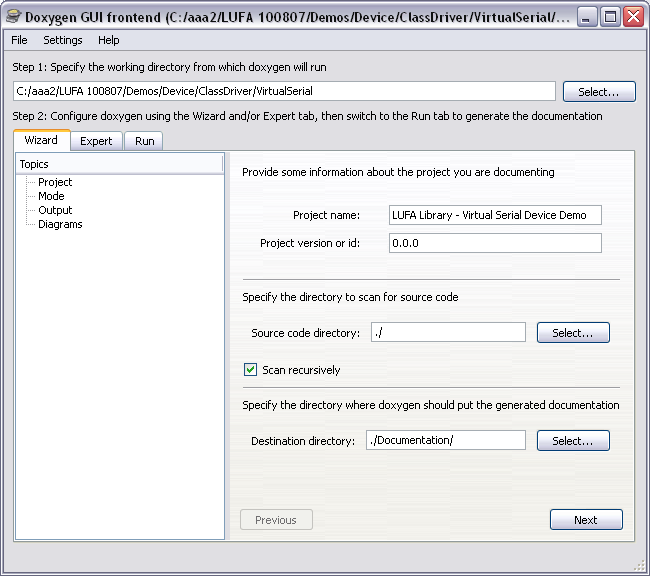 Doxygen GUI frontend (C:/aaa2/LUFA 100807/Demos/Device/ClassDriver/VirtualSerial/...
File Settings Help
Step 1: Specify the working directory from which doxygen will run
C:/aaa2/LUFA 100807/Demos/Device/ClassDriver/VirtualSerial Select...
Step 2: Configure doxygen using the Wizard and/or Expert tab, then switch to the Run tab to generate the documentation
Wizard Expert Run
Topics
Project
Mode
Output
Diagrams
Provide some information about the project you are documenting
Project name: LUFA Library - Virtual Serial Device Demo
Project version or id: 0.0.0
Specify the directory to scan for source code
Source code directory: ./ Select...
Scan recursively
Specify the directory where doxygen should put the generated documentation
Destination directory: ./Documentation/ Select...
Previous Next